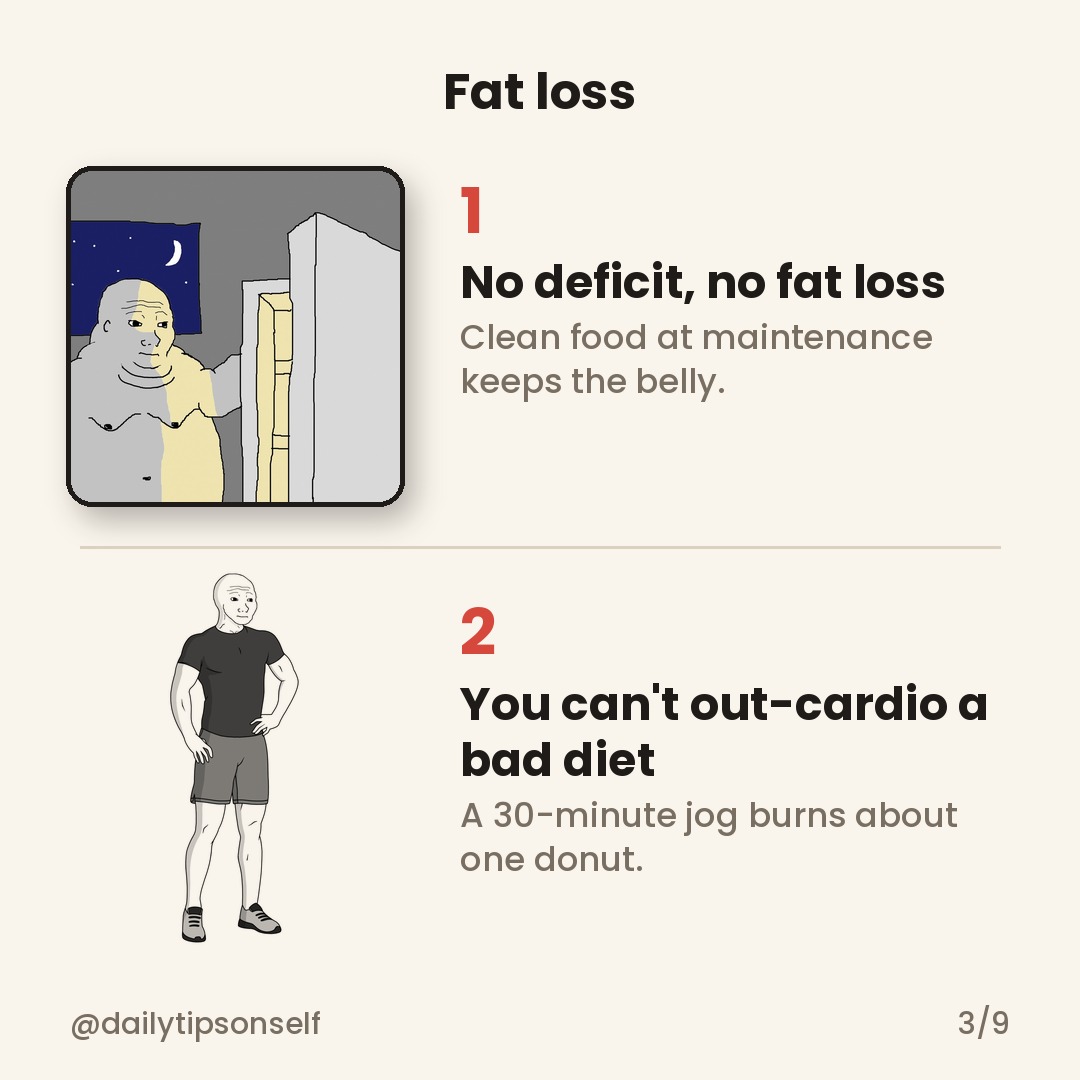 Fat loss
1
No deficit, no fat loss
Clean food at maintenance
keeps the belly.
2
You can't out-cardio a
bad diet
A 30-minute jog burns about
one donut.
@dailytipsonself
3/9